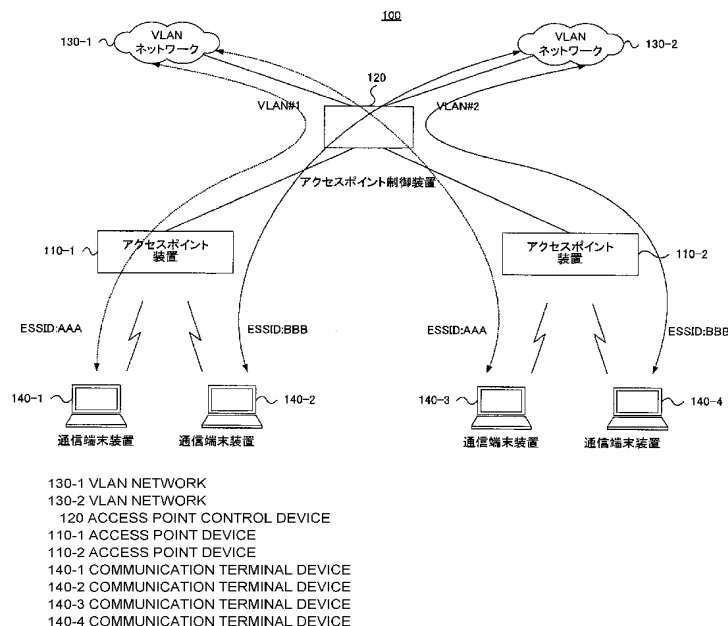 100
130-1
VLAN
ネットワーク
VLAN
ネットワーク
130-2
120
VLAN#1
VLAN#2
アクセスポイント制御装置
110-1
アクセスポイント
装置
アクセスポイント
装置
110-2
ESSID:AAA
ESSID:BBB
ESSID:AAA
ESSID:BBB
140-1
140-2
140-3
140-4
通信端末装置
通信端末装置
通信端末装置
通信端末装置
130-1 VLAN NETWORK
130-2 VLAN NETWORK
120 ACCESS POINT CONTROL DEVICE
110-1 ACCESS POINT DEVICE
110-2 ACCESS POINT DEVICE
140-1 COMMUNICATION TERMINAL DEVICE
140-2 COMMUNICATION TERMINAL DEVICE
140-3 COMMUNICATION TERMINAL DEVICE
140-4 COMMUNICATION TERMINAL DEVICE